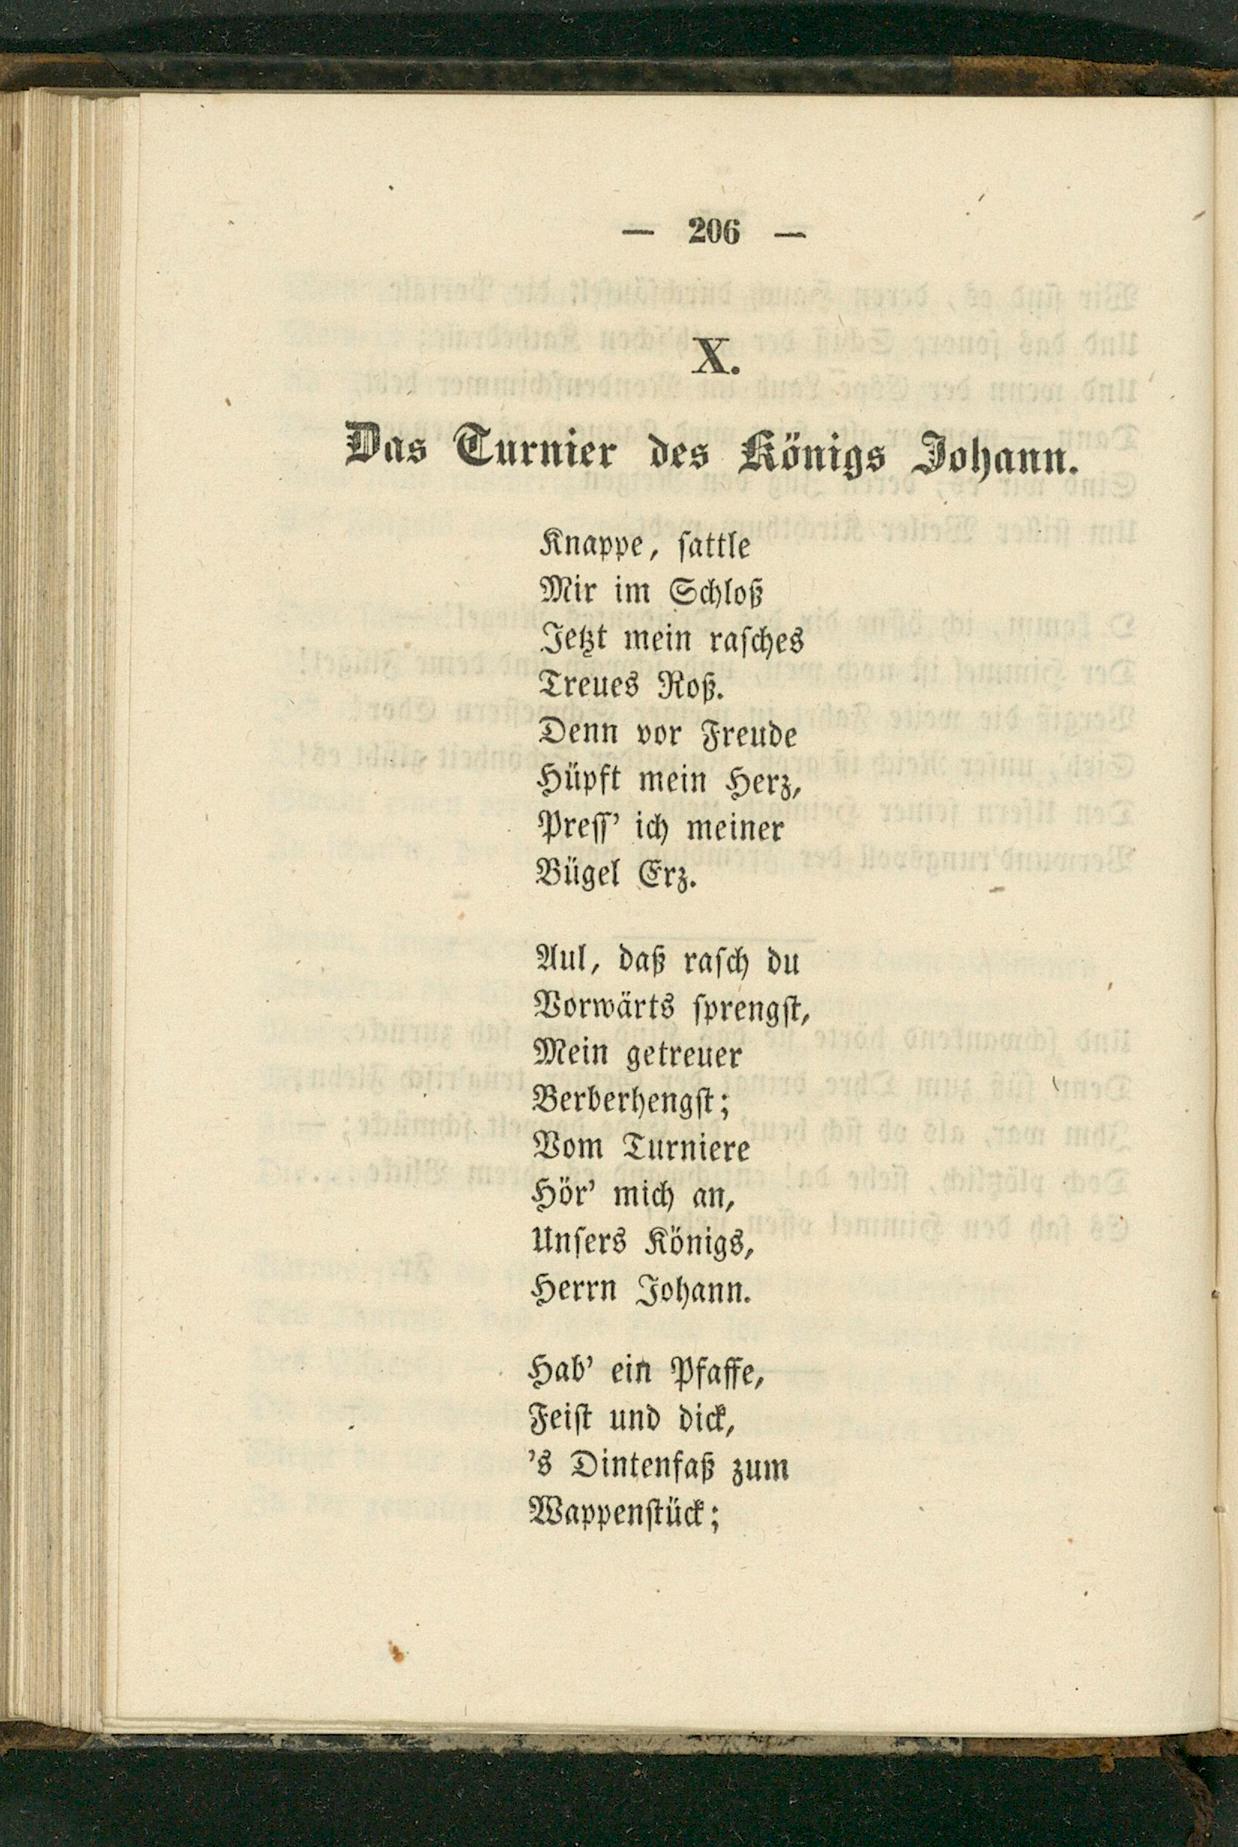 — 206 —
X.
Das Turnier des Königs Johann.
Knappe, sattle
Mir im Schloß
Jetzt mein rasches
Treues Roß.
Denn vor Freude
Hüpft mein Herz,
Press' ich meiner
Bügel Erz.
Aul, daß rasch du
Vorwärts sprengst,
Mein getreuer
Berberhengst;
Vom Turniere
Hör' mich an,
Unsers Königs,
Herrn Johann.
Hab' ein Pfaffe,
Feist und dick,
's Dintenfaß zum
Wappenstück;